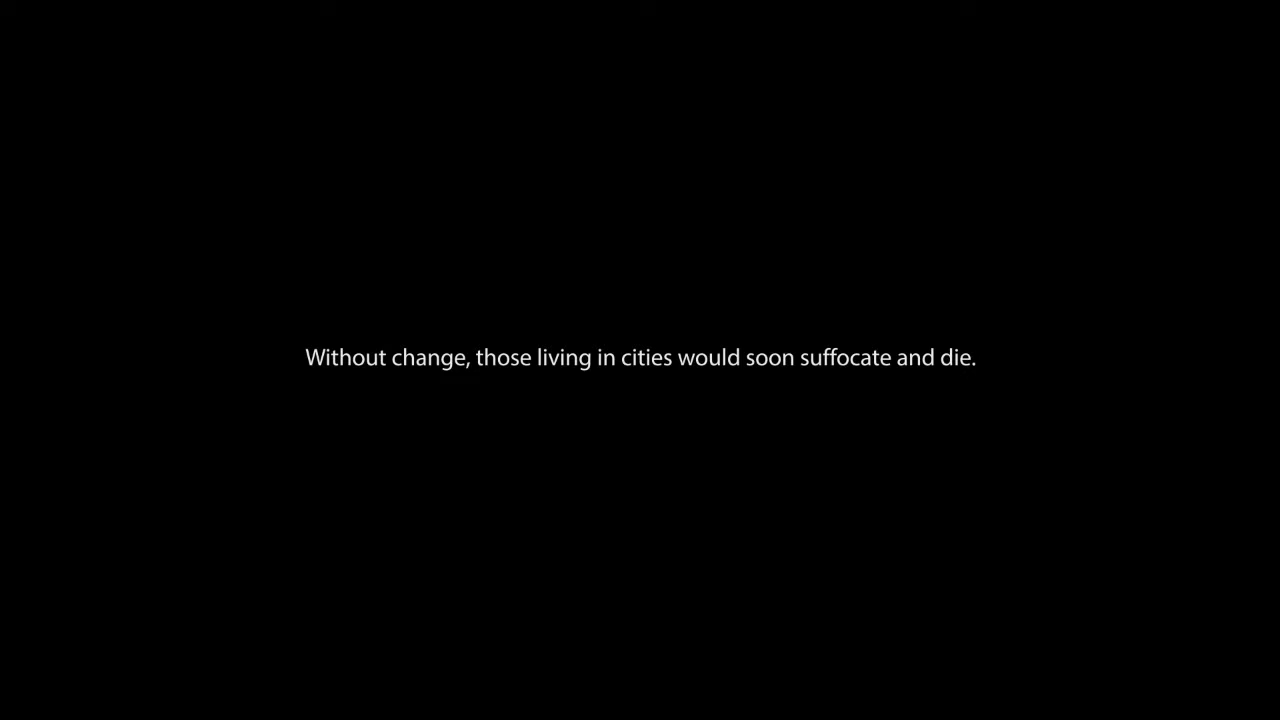 Without change, those living in cities would soon suffocate and die.